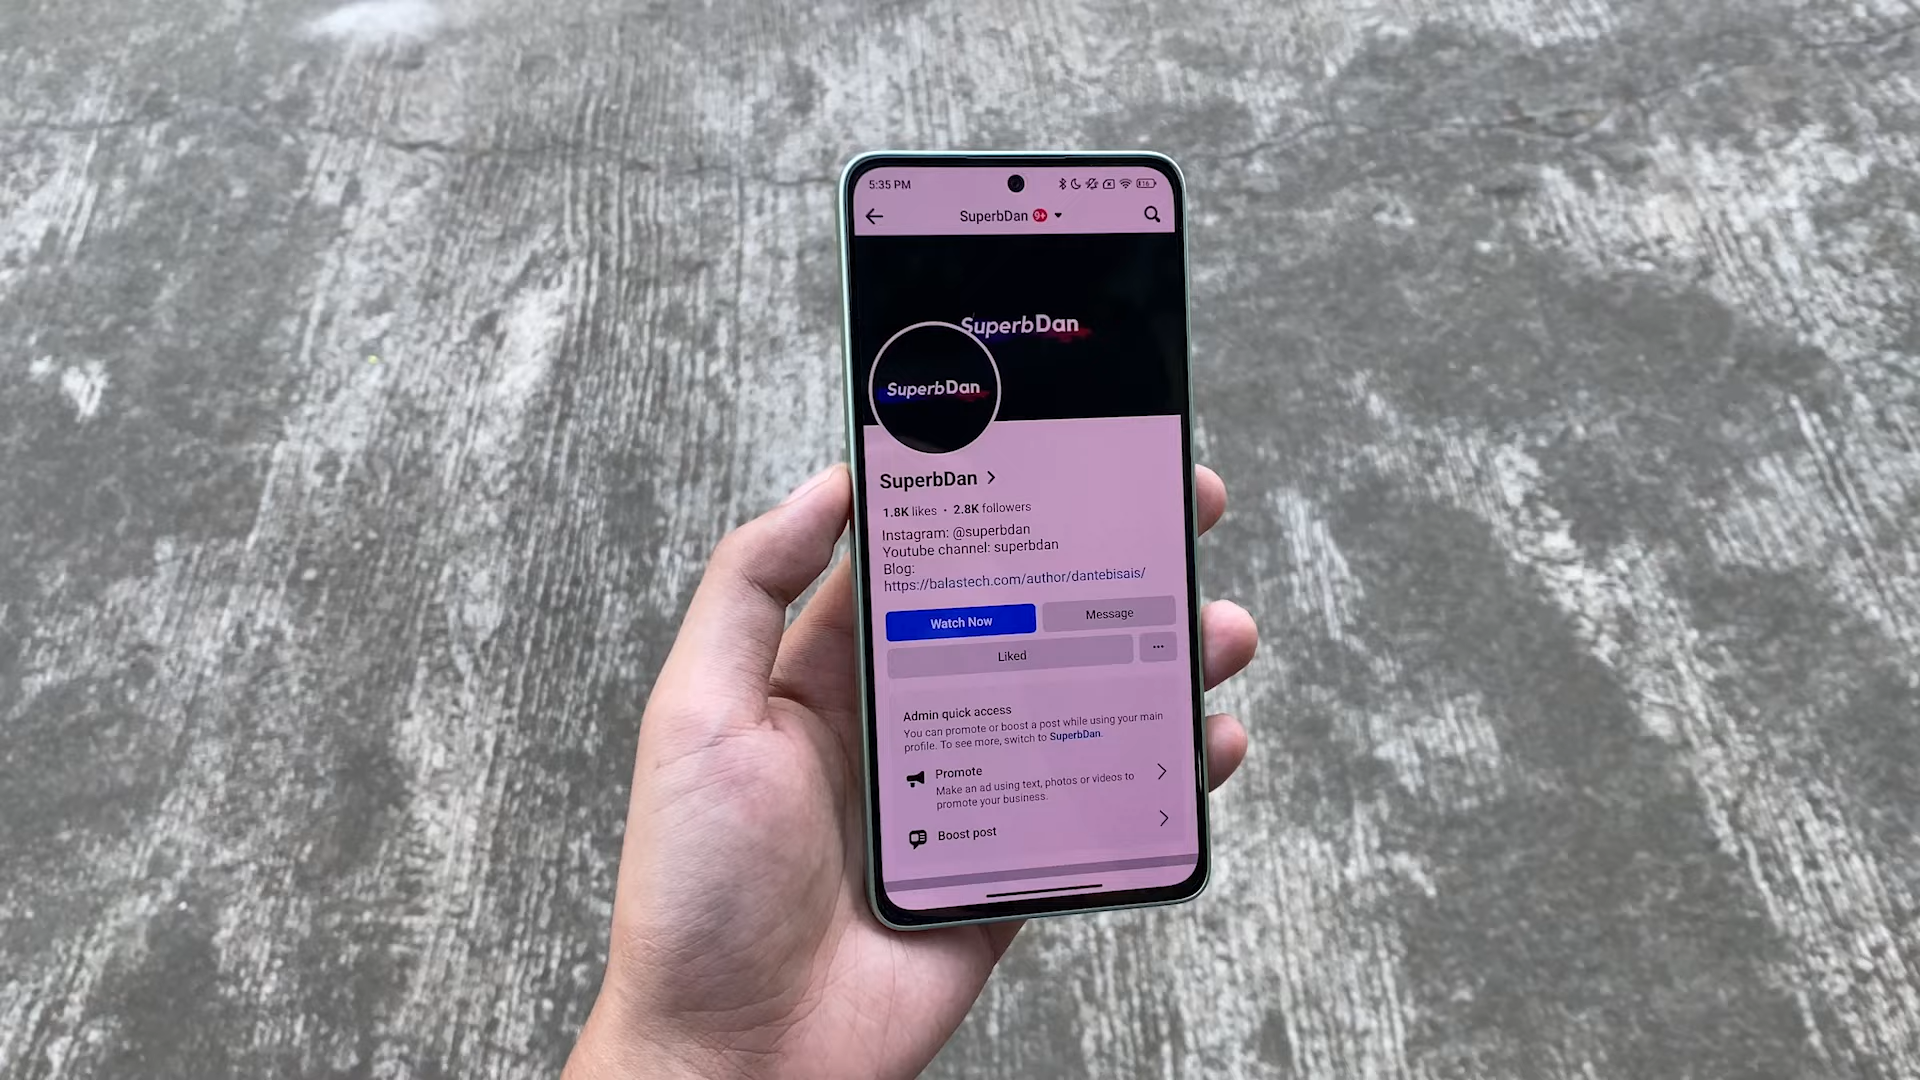 5:35 PM
16
SuperbDan 9+
SuperbDan
SuperbDan
SuperbDan
1.8K likes • 2.8K followers
Instagram: @superbdan
Youtube channel: superbdan
Blog:
https://balastech.com/author/dantebisais/
Watch Now
Message
Liked
Admin quick access
You can promote or boost a post while using your main
profile. To see more, switch to SuperbDan.
Promote
Make an ad using text, photos or videos to
promote your business.
Boost post